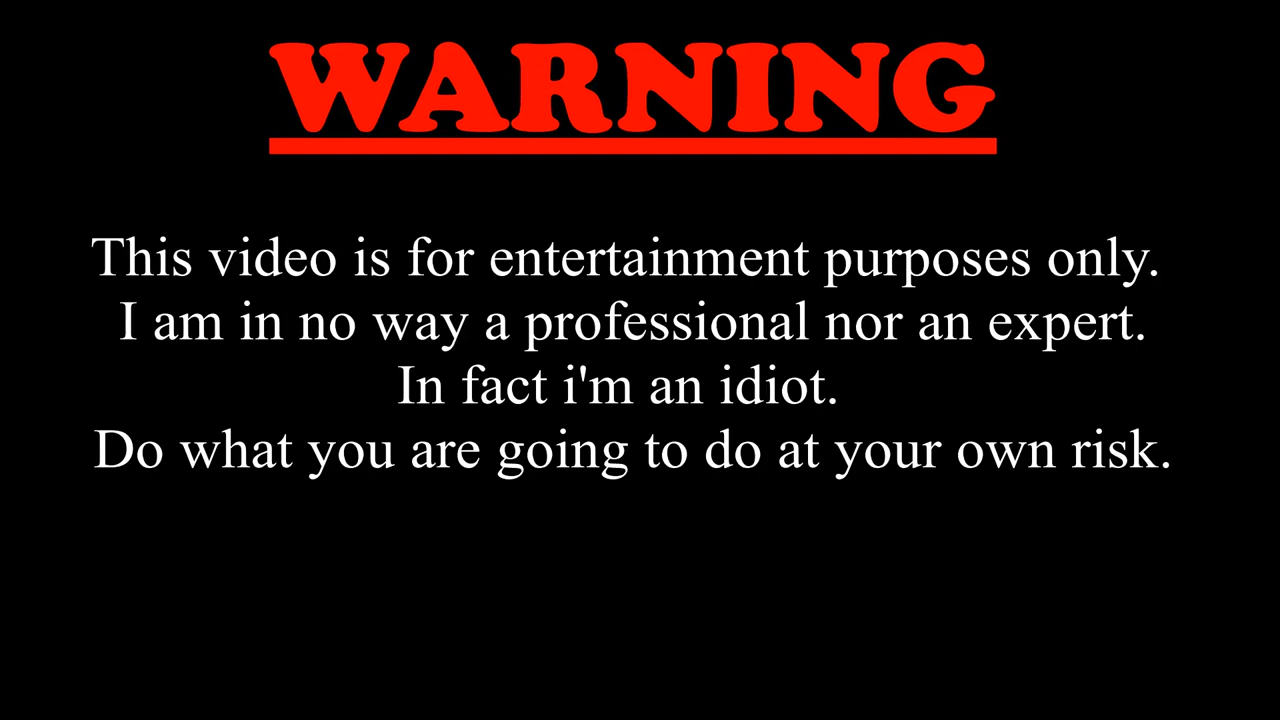 WARNING
This video is for entertainment purposes only.
I am in no way a professional nor an expert.
In fact i'm an idiot.
Do what you are going to do at your own risk.